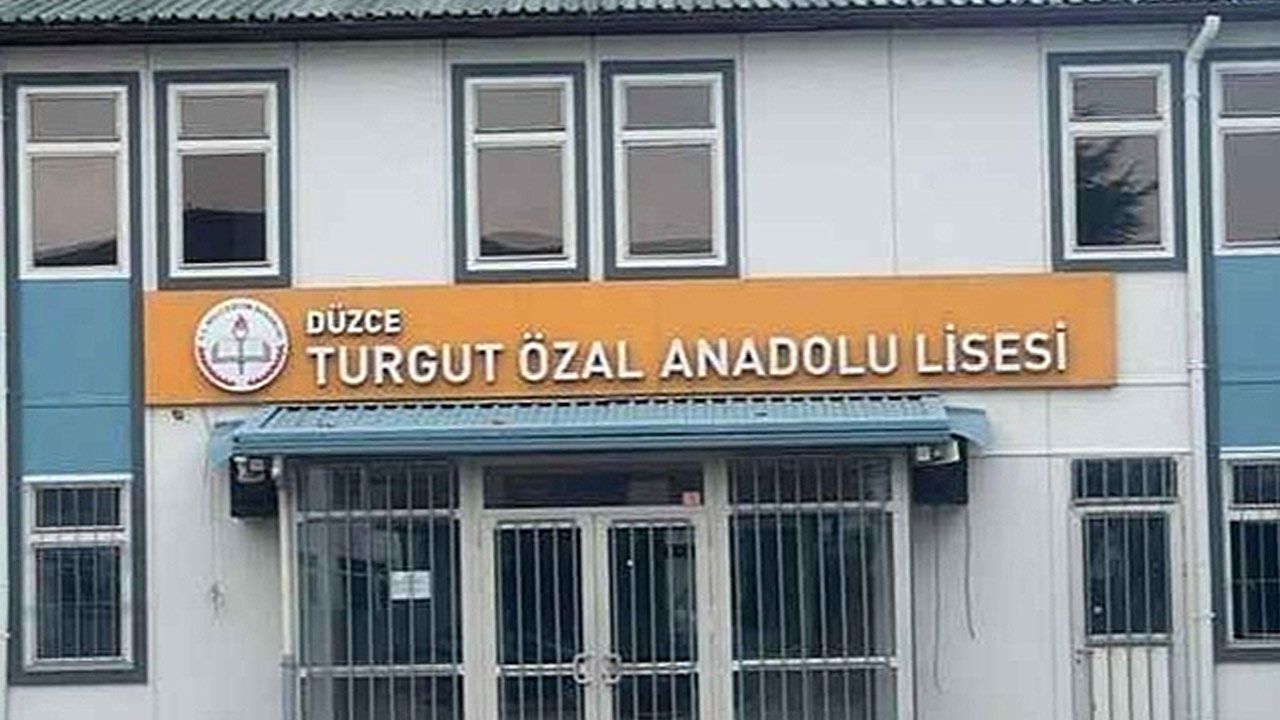 DÜZCE
TURGUT ÖZAL ANADOLU LİSESİ